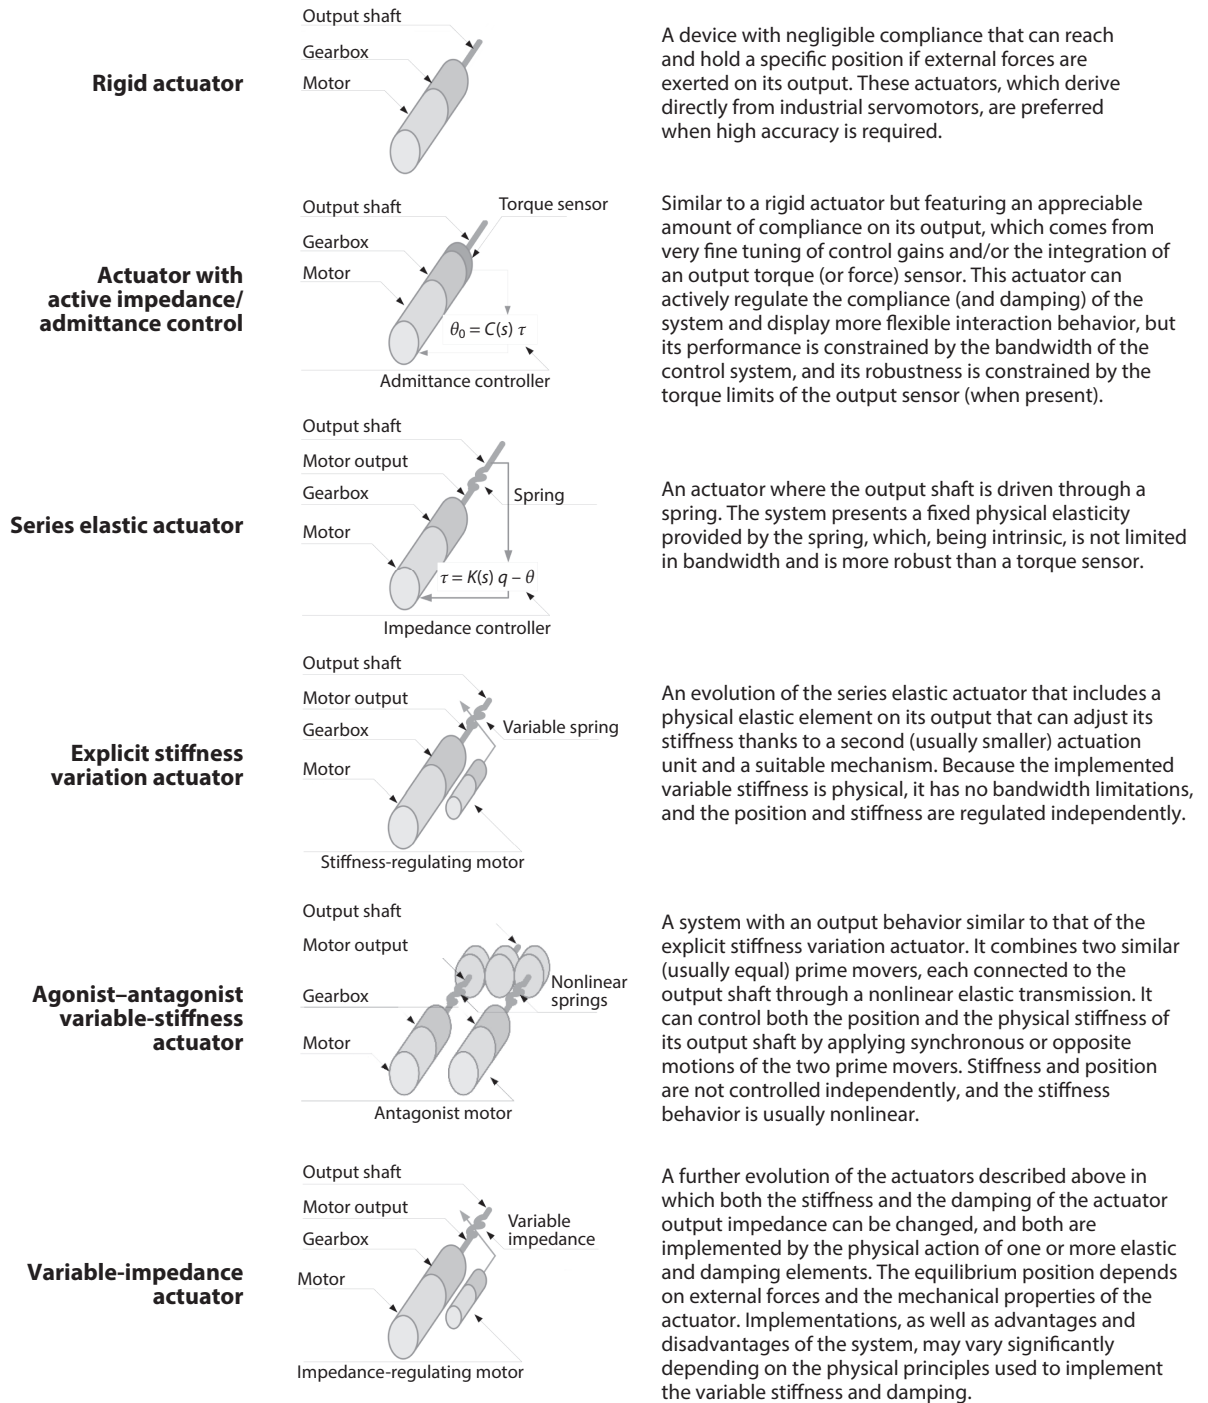 Output shaft
Gearbox
Motor
Rigid actuator
A device with negligible compliance that can reach
and hold a specific position if external forces are
exerted on its output. These actuators, which derive
directly from industrial servomotors, are preferred
when high accuracy is required.
Output shaft
Torque sensor
Gearbox
Motor
Actuator with
active impedance/
admittance control
θ0 = C(s) τ
Admittance controller
Similar to a rigid actuator but featuring an appreciable
amount of compliance on its output, which comes from
very fine tuning of control gains and/or the integration of
an output torque (or force) sensor. This actuator can
actively regulate the compliance (and damping) of the
system and display more flexible interaction behavior, but
its performance is constrained by the bandwidth of the
control system, and its robustness is constrained by the
torque limits of the output sensor (when present).
Output shaft
Motor output
Gearbox
Spring
Motor
Series elastic actuator
τ = K(s) q – θ
Impedance controller
An actuator where the output shaft is driven through a
spring. The system presents a fixed physical elasticity
provided by the spring, which, being intrinsic, is not limited
in bandwidth and is more robust than a torque sensor.
Output shaft
Motor output
Gearbox
Variable spring
Motor
Explicit stiffness
variation actuator
Stiffness-regulating motor
An evolution of the series elastic actuator that includes a
physical elastic element on its output that can adjust its
stiffness thanks to a second (usually smaller) actuation
unit and a suitable mechanism. Because the implemented
variable stiffness is physical, it has no bandwidth limitations,
and the position and stiffness are regulated independently.
Output shaft
Motor output
Gearbox
Nonlinear
springs
Motor
Agonist–antagonist
variable-stiffness
actuator
Antagonist motor
A system with an output behavior similar to that of the
explicit stiffness variation actuator. It combines two similar
(usually equal) prime movers, each connected to the
output shaft through a nonlinear elastic transmission. It
can control both the position and the physical stiffness of
its output shaft by applying synchronous or opposite
motions of the two prime movers. Stiffness and position
are not controlled independently, and the stiffness
behavior is usually nonlinear.
Output shaft
Motor output
Gearbox
Variable
impedance
Motor
Variable-impedance
actuator
Impedance-regulating motor
A further evolution of the actuators described above in
which both the stiffness and the damping of the actuator
output impedance can be changed, and both are
implemented by the physical action of one or more elastic
and damping elements. The equilibrium position depends
on external forces and the mechanical properties of the
actuator. Implementations, as well as advantages and
disadvantages of the system, may vary significantly
depending on the physical principles used to implement
the variable stiffness and damping.